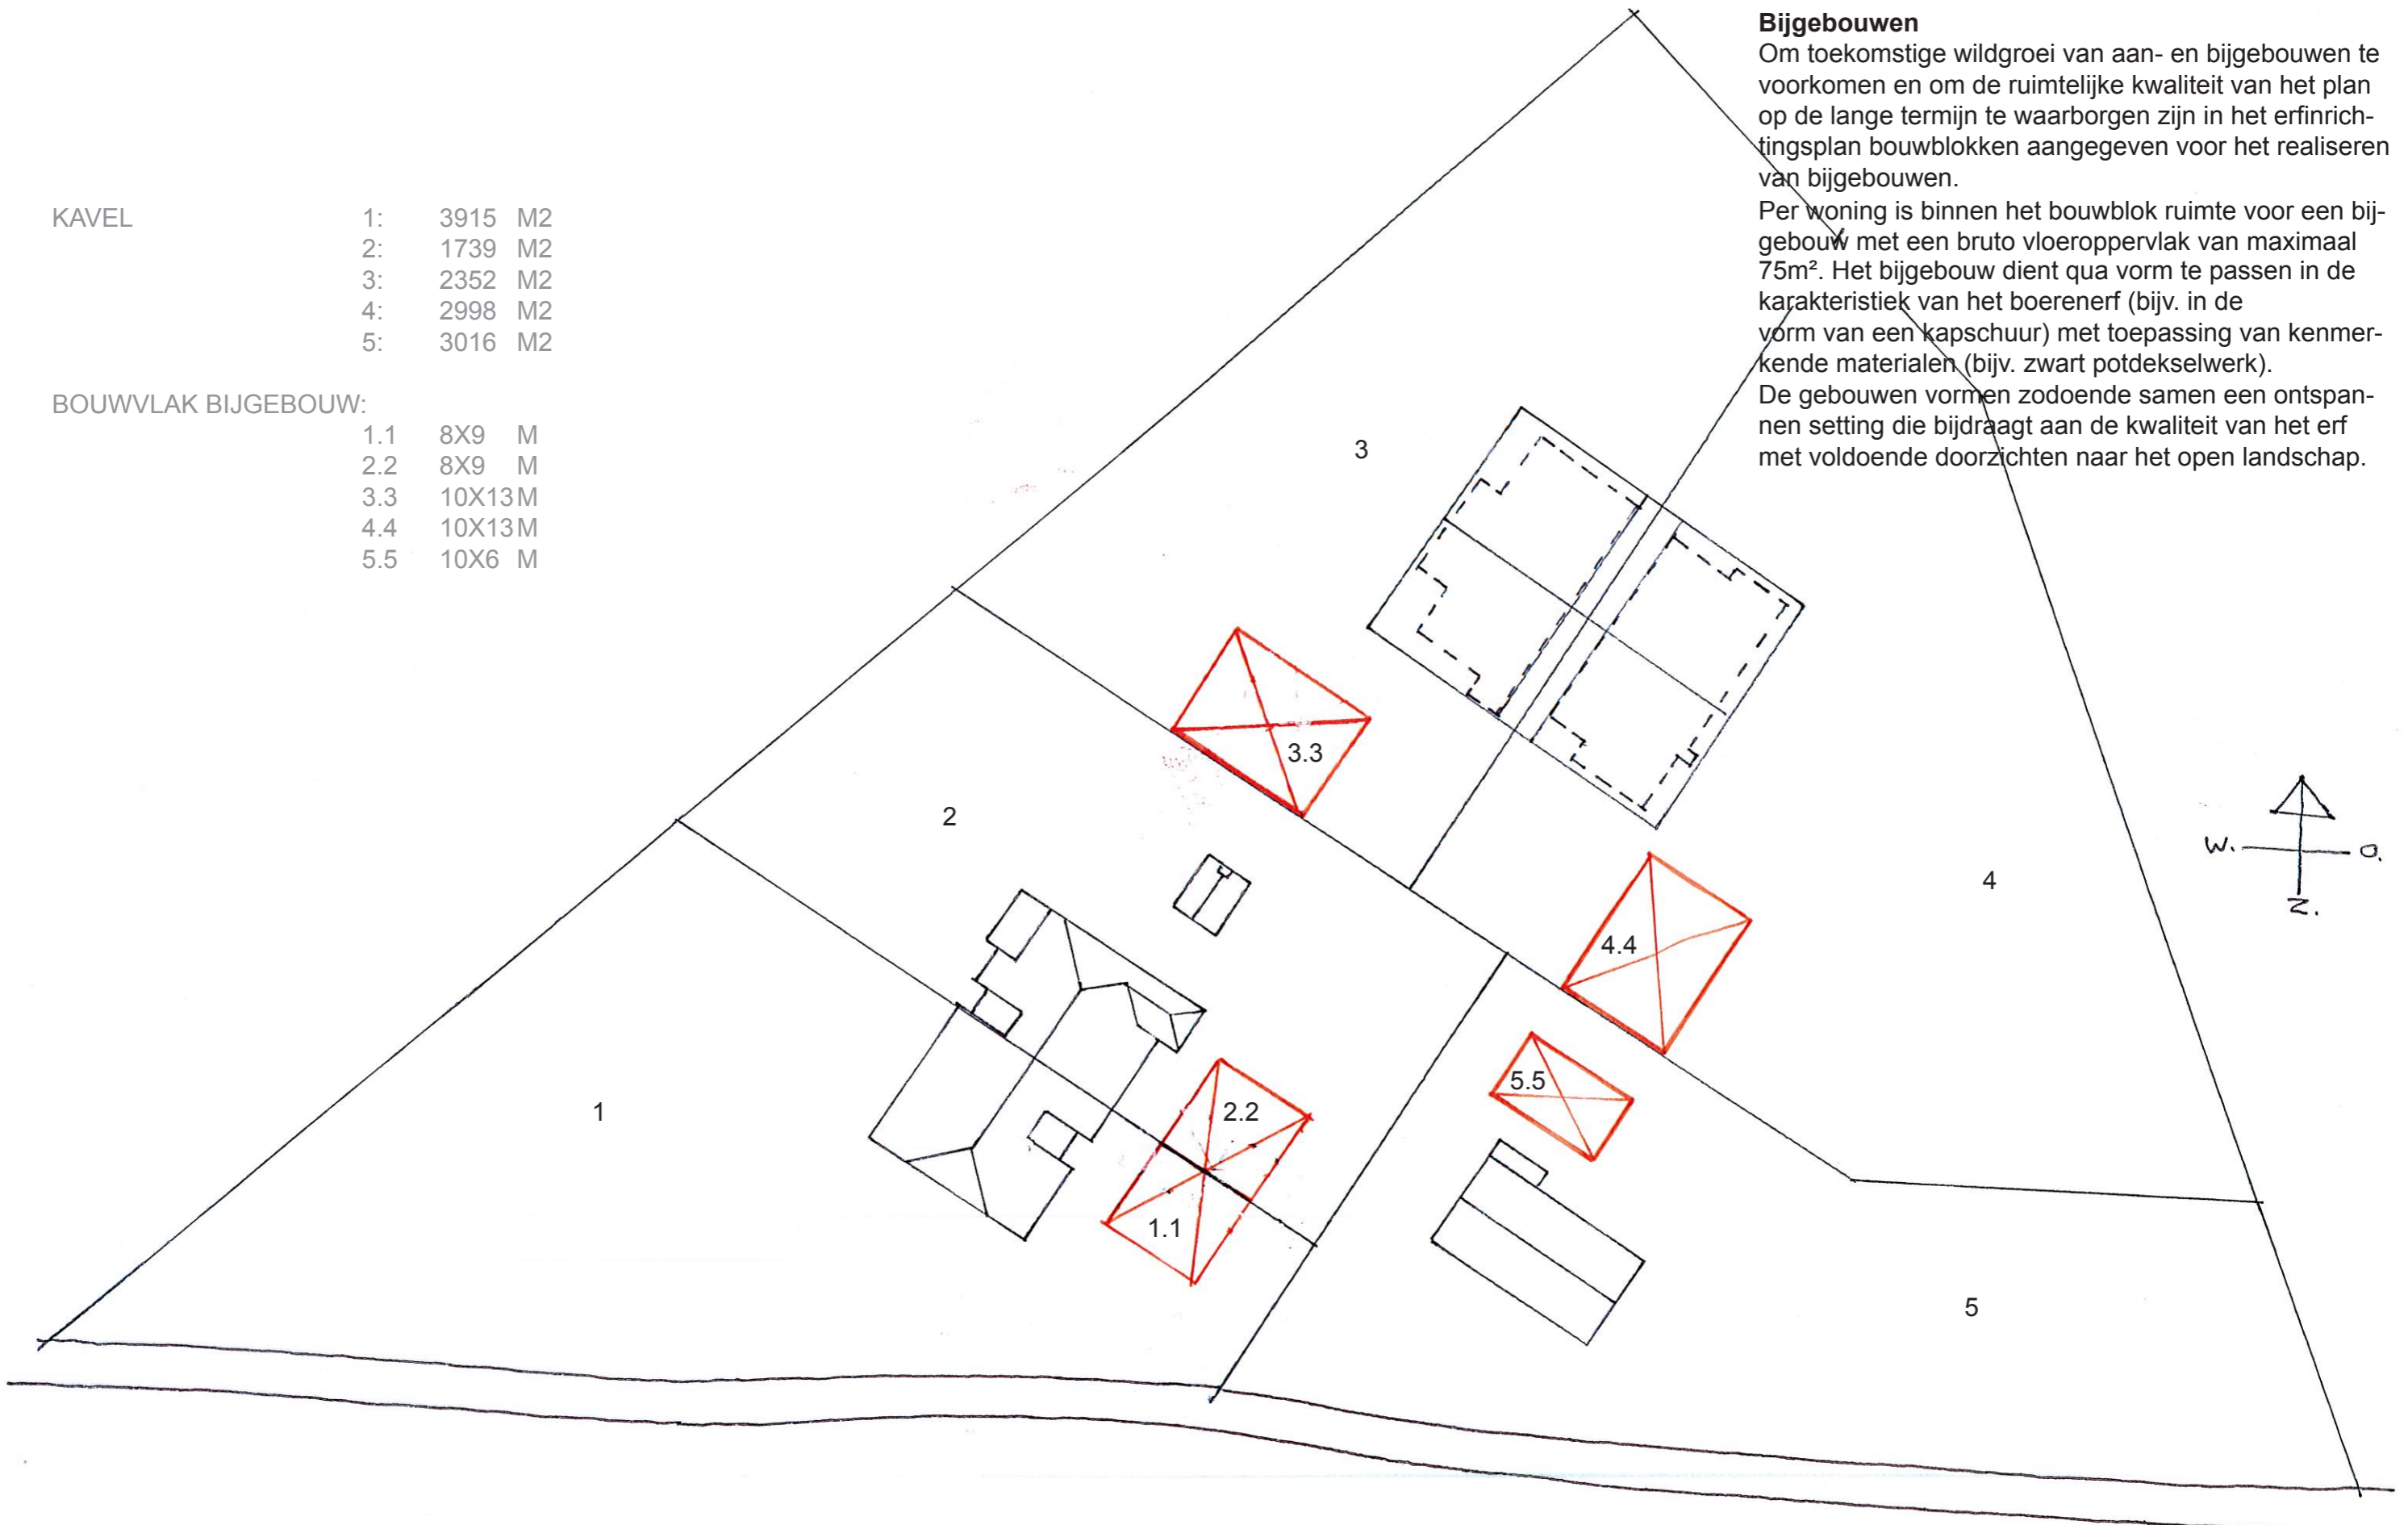 Bijgebouwen
Om toekomstige wildgroei van aan- en bijgebouwen te
voorkomen en om de ruimtelijke kwaliteit van het plan
op de lange termijn te waarborgen zijn in het erfinrich-
tingsplan bouwblokken aangegeven voor het realiseren
van bijgebouwen.
Per woning is binnen het bouwblok ruimte voor een bij-
gebouw met een bruto vloeroppervlak van maximaal
75m². Het bijgebouw dient qua vorm te passen in de
karakteristiek van het boerenerf (bijv. in de
vorm van een kapschuur) met toepassing van kenmer-
kende materialen (bijv. zwart potdekselwerk).
De gebouwen vormen zodoende samen een ontspan-
nen setting die bijdraagt aan de kwaliteit van het erf
met voldoende doorzichten naar het open landschap.
KAVEL 1: 3915 M2
2: 1739 M2
3: 2352 M2
4: 2998 M2
5: 3016 M2
BOUWVLAK BIJGEBOUW:
1.1 8X9 M
2.2 8X9 M
3.3 10X13 M
4.4 10X13 M
5.5 10X6 M
3
3.3
2
W. O.
Z.
4
4.4
5.5
1
2.2
1.1
5